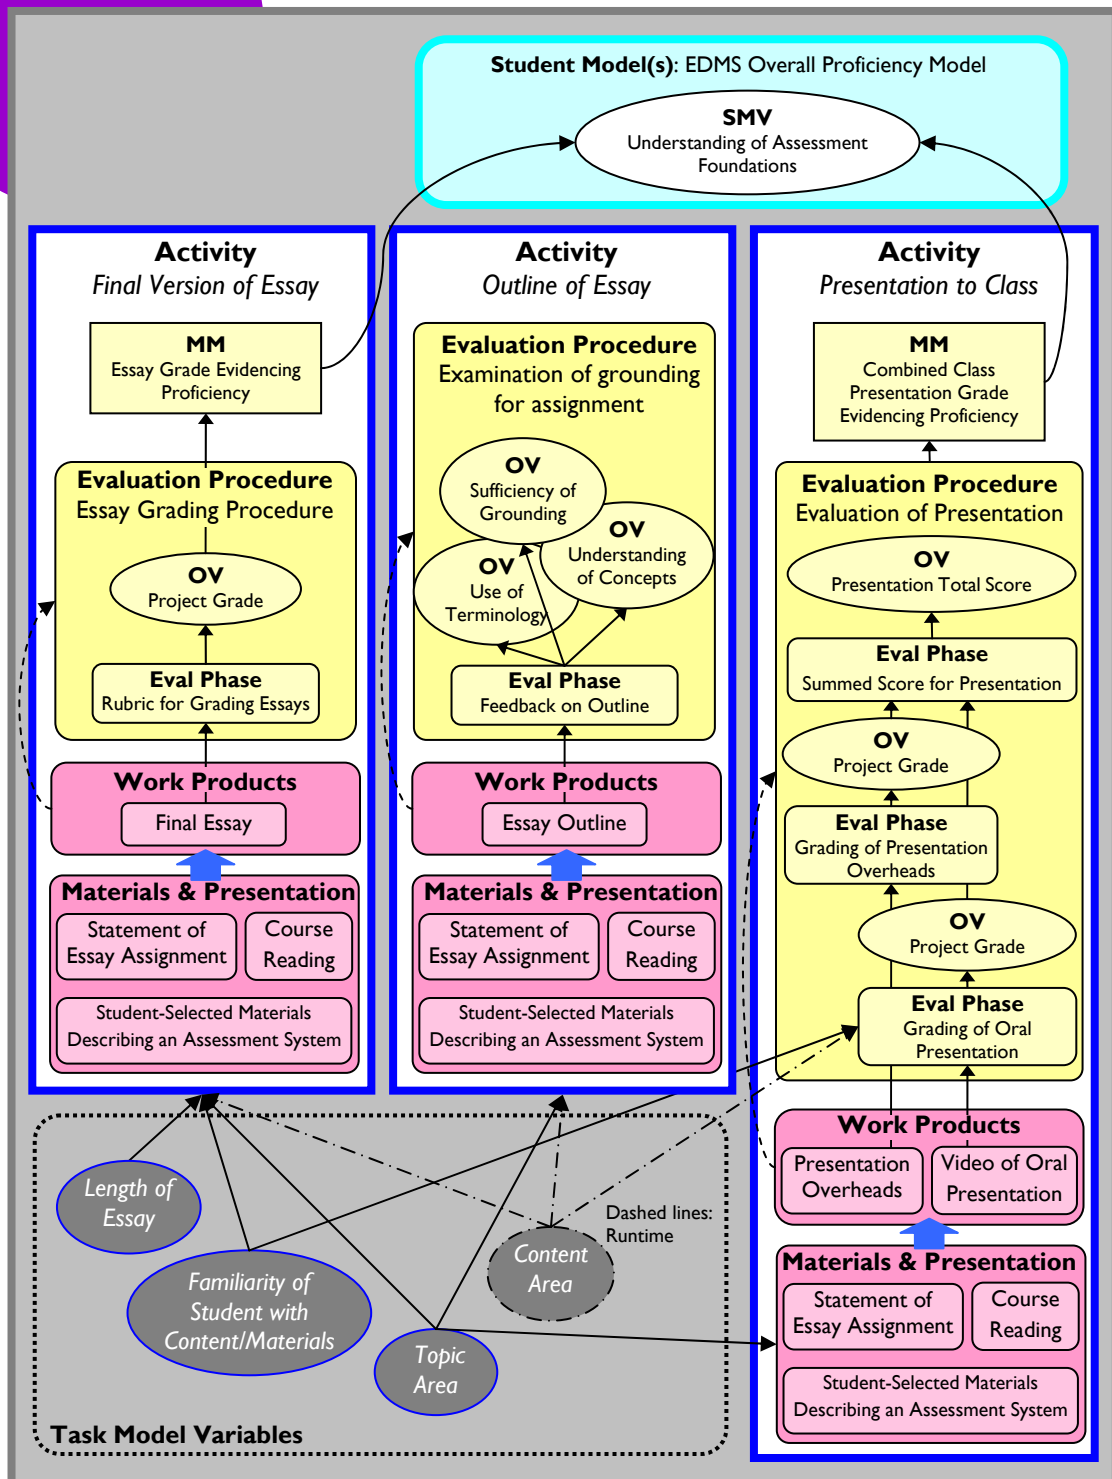 Student Model(s): EDMS Overall Proficiency Model
SMV
Understanding of Assessment
Foundations
Activity
Final Version of Essay
MM
Essay Grade Evidencing
Proficiency
Evaluation Procedure
Essay Grading Procedure
OV
Project Grade
Eval Phase
Rubric for Grading Essays
Work Products
Final Essay
Materials & Presentation
Statement of
Essay Assignment
Course
Reading
Student-Selected Materials
Describing an Assessment System
Activity
Outline of Essay
Evaluation Procedure
Examination of grounding
for assignment
OV
Sufficiency of
Grounding
OV
Understanding
of Concepts
OV
Use of
Terminology
Eval Phase
Feedback on Outline
Work Products
Essay Outline
Materials & Presentation
Statement of
Essay Assignment
Course
Reading
Student-Selected Materials
Describing an Assessment System
Activity
Presentation to Class
MM
Combined Class
Presentation Grade
Evidencing Proficiency
Evaluation Procedure
Evaluation of Presentation
OV
Presentation Total Score
Eval Phase
Summed Score for Presentation
OV
Project Grade
Eval Phase
Grading of Presentation
Overheads
OV
Project Grade
Eval Phase
Grading of Oral
Presentation
Work Products
Presentation
Overheads
Video of Oral
Presentation
Materials & Presentation
Statement of
Essay Assignment
Course
Reading
Student-Selected Materials
Describing an Assessment System
Length of
Essay
Familiarity of
Student with
Content/Materials
Topic
Area
Content
Area
Dashed lines:
Runtime
Task Model Variables